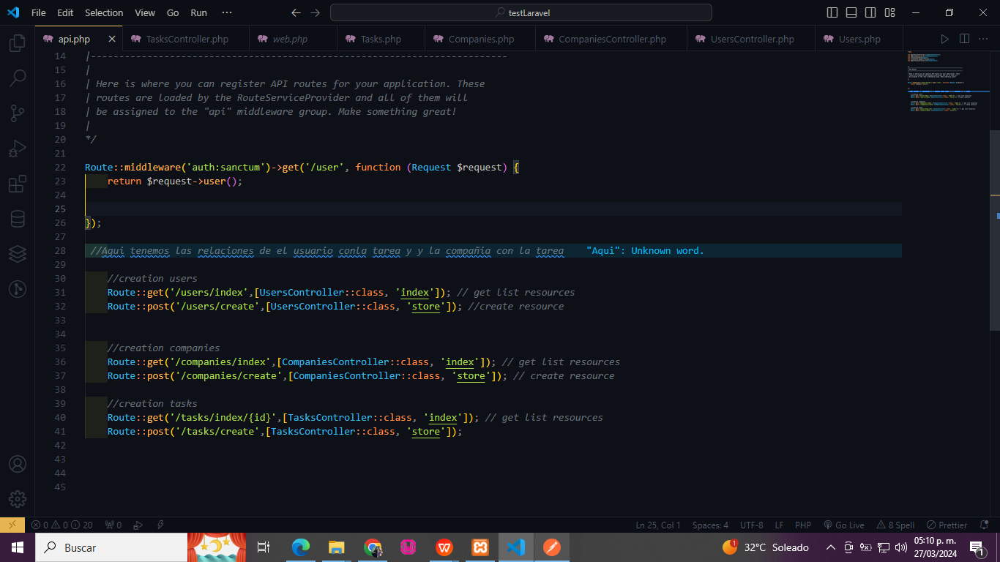 File Edit Selection View Go Run ··· testLaravel
api.php TasksController.php web.php Tasks.php Companies.php CompaniesController.php UsersController.php Users.php
14 |--------------------------------------------------------------------------
15 |
16 | Here is where you can register API routes for your application. These
17 | routes are loaded by the RouteServiceProvider and all of them will
18 | be assigned to the "api" middleware group. Make something great!
19 |
20 */
21
22 Route::middleware('auth:sanctum')->get('/user', function (Request $request) {
23 return $request->user();
24
25
26 });
27
28 //Aqui tenemos las relaciones de el usuario conla tarea y y la compañia con la tarea "Aqui": Unknown word.
29
30 //creation users
31 Route::get('/users/index',[UsersController::class, 'index']); // get list resources
32 Route::post('/users/create',[UsersController::class, 'store']); //create resource
33
34
35 //creation companies
36 Route::get('/companies/index',[CompaniesController::class, 'index']); // get list resources
37 Route::post('/companies/create',[CompaniesController::class, 'store']); // create resource
38
39 //creation tasks
40 Route::get('/tasks/index/{id}',[TasksController::class, 'index']); // get list resources
41 Route::post('/tasks/create',[TasksController::class, 'store']);
42
43
44
45
0 0 20 0 Ln 25, Col 1 Spaces: 4 UTF-8 LF PHP Go Live 8 Spell Prettier
Buscar 1 32°C Soleado 05:10 p. m. 1
27/03/2024